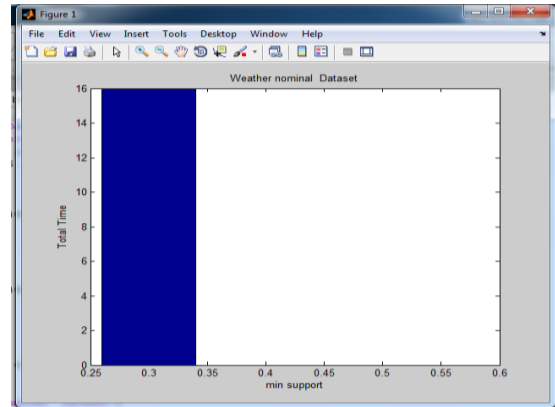 Figure 1
File Edit View Insert Tools Desktop Window Help
Weather nominal Dataset
16
14
12
10
8
6
4
2
0
Total Time
0.25 0.3 0.35 0.4 0.45 0.5 0.55 0.6
min support